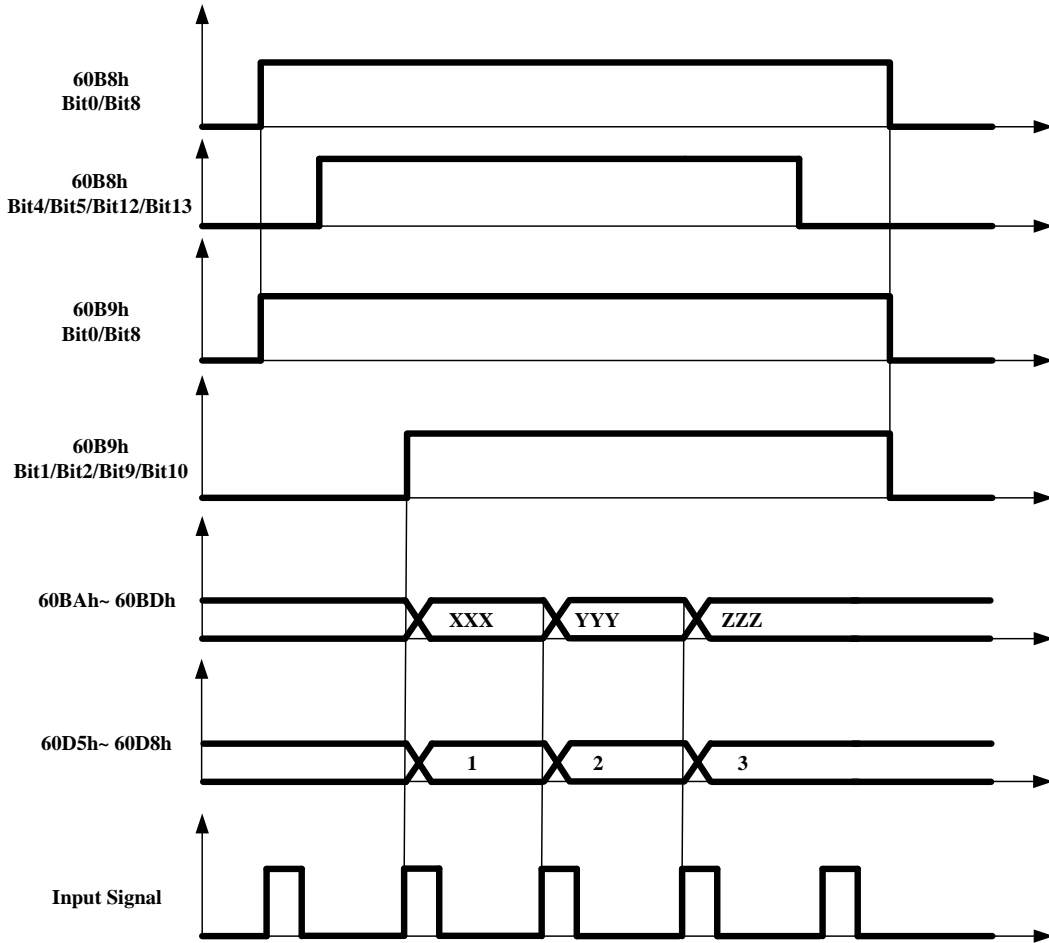 60B8h
Bit0/Bit8
60B8h
Bit4/Bit5/Bit12/Bit13
60B9h
Bit0/Bit8
60B9h
Bit1/Bit2/Bit9/Bit10
60BAh~ 60BDh
XXX YYY ZZZ
60D5h~ 60D8h
1 2 3
Input Signal